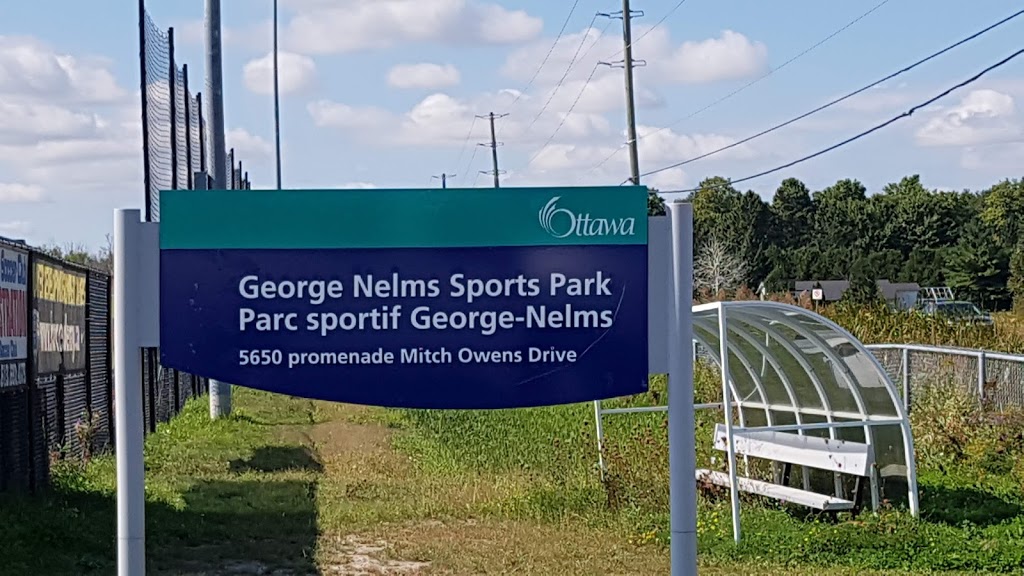 Ottawa
George Nelms Sports Park
Parc sportif George-Nelms
5650 promenade Mitch Owens Drive